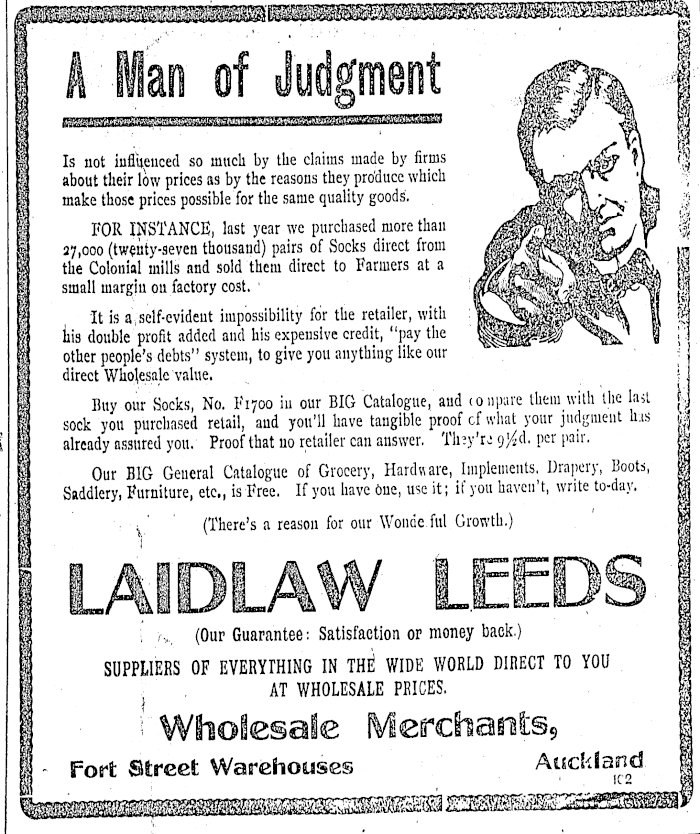 A Man of Judgment
Is not influenced so much by the claims made by firms
about their low prices as by the reasons they produce which
make those prices possible for the same quality goods.
FOR INSTANCE, last year we purchased more than
27,000 (twenty-seven thousand) pairs of Socks direct from
the Colonial mills and sold them direct to Farmers at a
small margin on factory cost.
It is a self-evident impossibility for the retailer, with
his double profit added and his expensive credit, "pay the
other people's debts" system, to give you anything like our
direct Wholesale value.
Buy our Socks, No. F1700 in our BIG Catalogue, and compare them with the last
sock you purchased retail, and you'll have tangible proof of what your judgment has
already assured you. Proof that no retailer can answer. They're 9½d. per pair.
Our BIG General Catalogue of Grocery, Hardware, Implements, Drapery, Boots,
Saddlery, Furniture, etc., is Free. If you have one, use it; if you haven't, write to-day.
(There's a reason for our Wonde ful Growth.)
LAIDLAW LEEDS
(Our Guarantee: Satisfaction or money back.)
SUPPLIERS OF EVERYTHING IN THE WIDE WORLD DIRECT TO YOU
AT WHOLESALE PRICES.
Wholesale Merchants,
Fort Street Warehouses Auckland
1C2